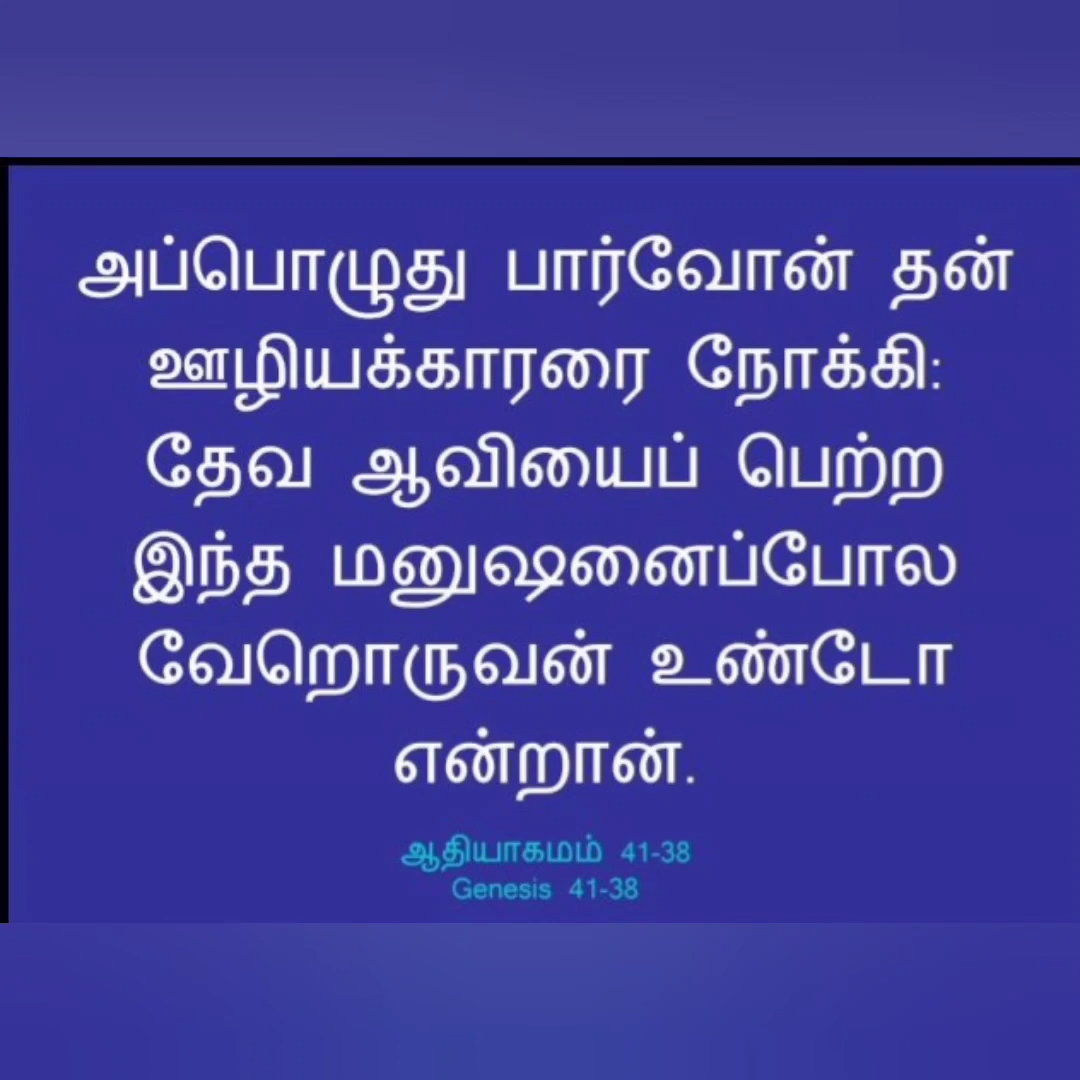 அப்பொழுது பார்வோன் தன்
ஊழியக்காரரை நோக்கி:
தேவ ஆவியைப் பெற்ற
இந்த மனுஷனைப்போல
வேறொருவன் உண்டோ
என்றான்.
ஆதியாகமம் 41-38
Genesis 41-38